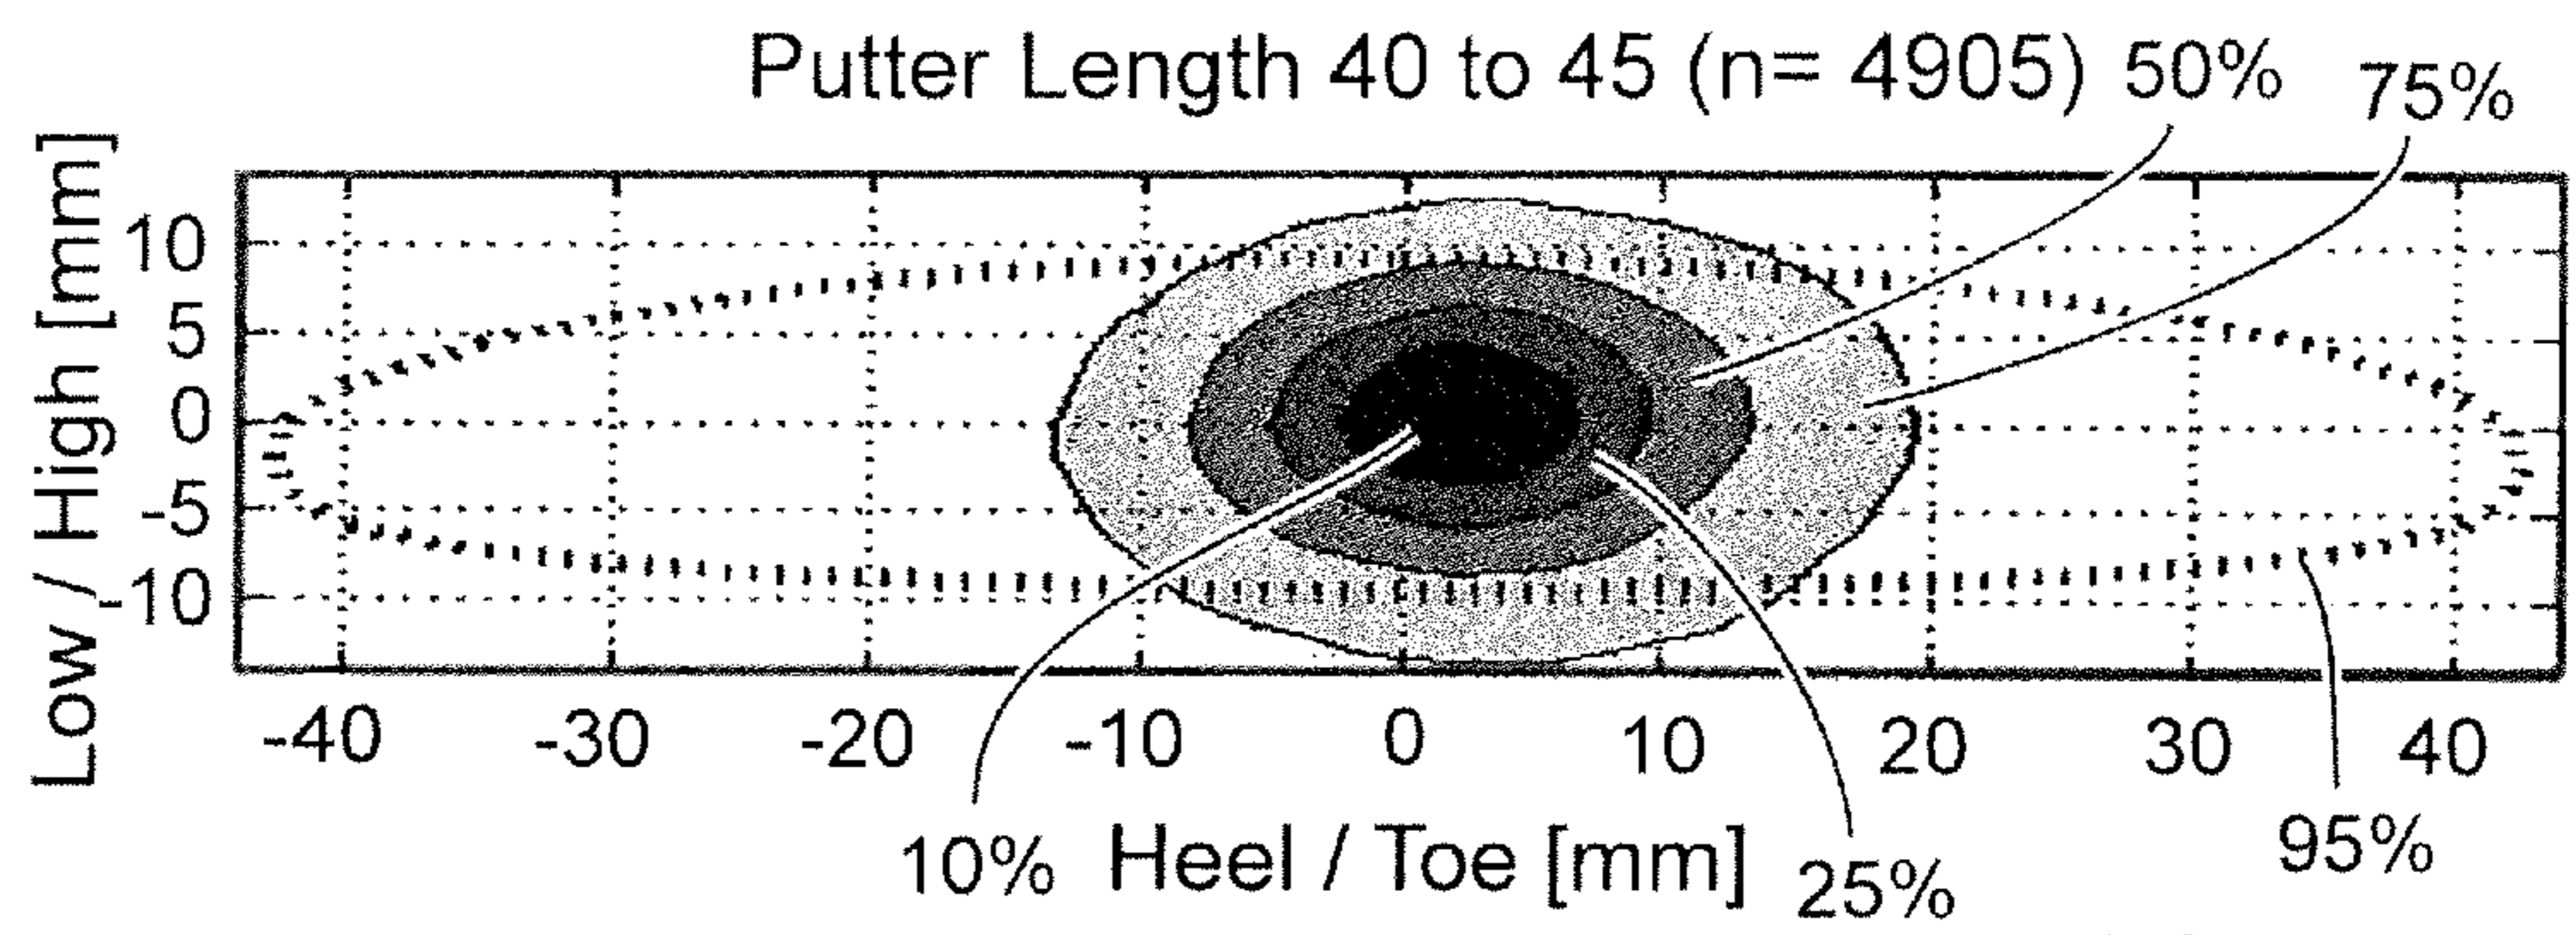 Putter Length 40 to 45 (n= 4905) 50% 75%
Low / High [mm]
10
5
0
-5
-10
-40 -30 -20 -10 0 10 20 30 40
10% Heel / Toe [mm] 25% 95%